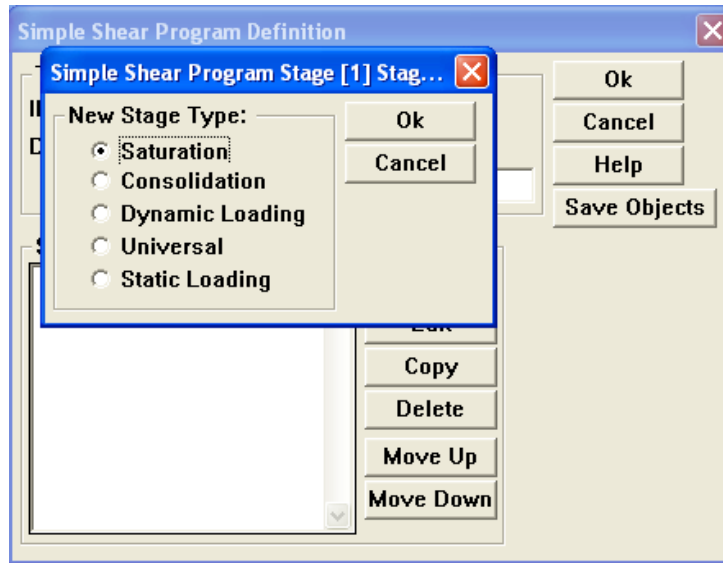 Simple Shear Program Definition
Simple Shear Program Stage [1] Stag...
New Stage Type:
Saturation
Consolidation
Dynamic Loading
Universal
Static Loading
Ok
Cancel
Ok
Cancel
Help
Save Objects
Copy
Delete
Move Up
Move Down